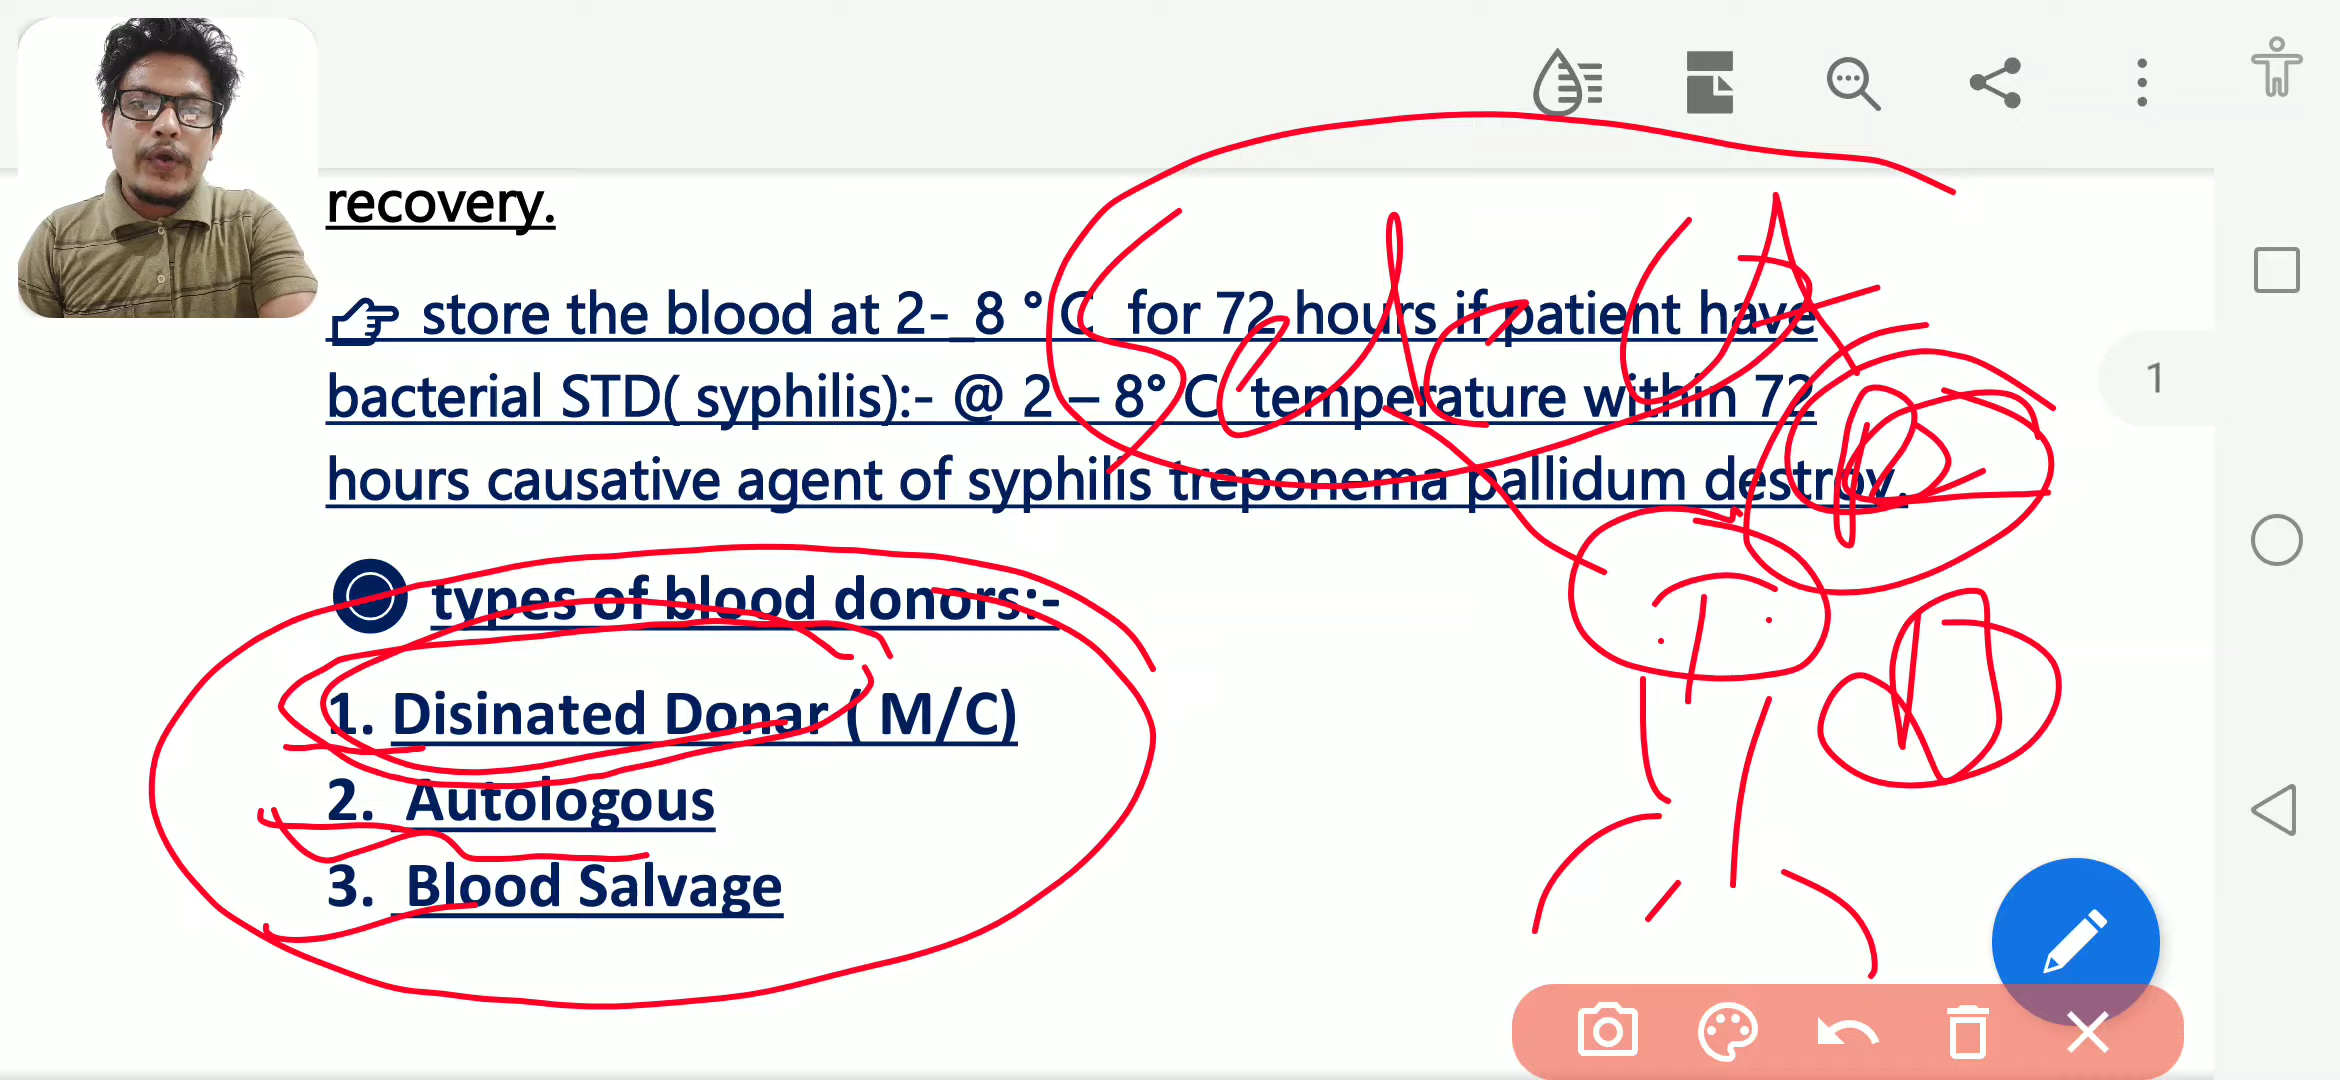 recovery.
store the blood at 2-_8 ° C for 72 hours if patient have
bacterial STD( syphilis):- @ 2 – 8° C temperature within 72
hours causative agent of syphilis treponema pallidum destroy.
types of blood donors:-
1. Disinated Donar ( M/C)
2. Autologous
3. Blood Salvage
1